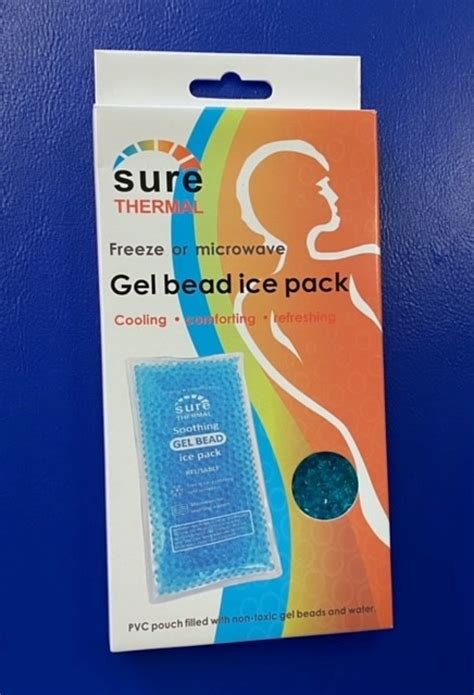 sure
THERMAL
Freeze or microwave
Gel bead ice pack
Cooling • comforting • refreshing
sure
THERMAL
Soothing
GEL BEAD
ice pack
REUSABLE
PVC pouch filled with non-toxic gel beads and water.